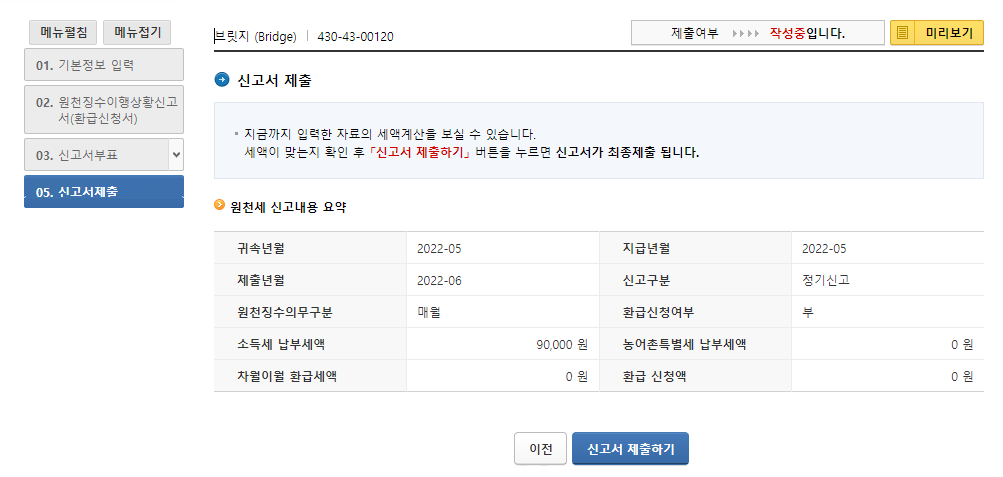 메뉴펼침 메뉴접기
01. 기본정보 입력
02. 원천징수이행상황신고
서(환급신청서)
03. 신고서부표
05. 신고서제출
브릿지 (Bridge) 430-43-00120
제출여부 작성중입니다. 미리보기
신고서 제출
지금까지 입력한 자료의 세액계산을 보실 수 있습니다.
세액이 맞는지 확인 후 「신고서 제출하기」 버튼을 누르면 신고서가 최종제출 됩니다.
원천세 신고내용 요약
귀속년월 2022-05 지급년월 2022-05
제출년월 2022-06 신고구분 정기신고
원천징수의무구분 매월 환급신청여부 부
소득세 납부세액 90,000 원 농어촌특별세 납부세액 0 원
차월이월 환급세액 0 원 환급 신청액 0 원
이전 신고서 제출하기